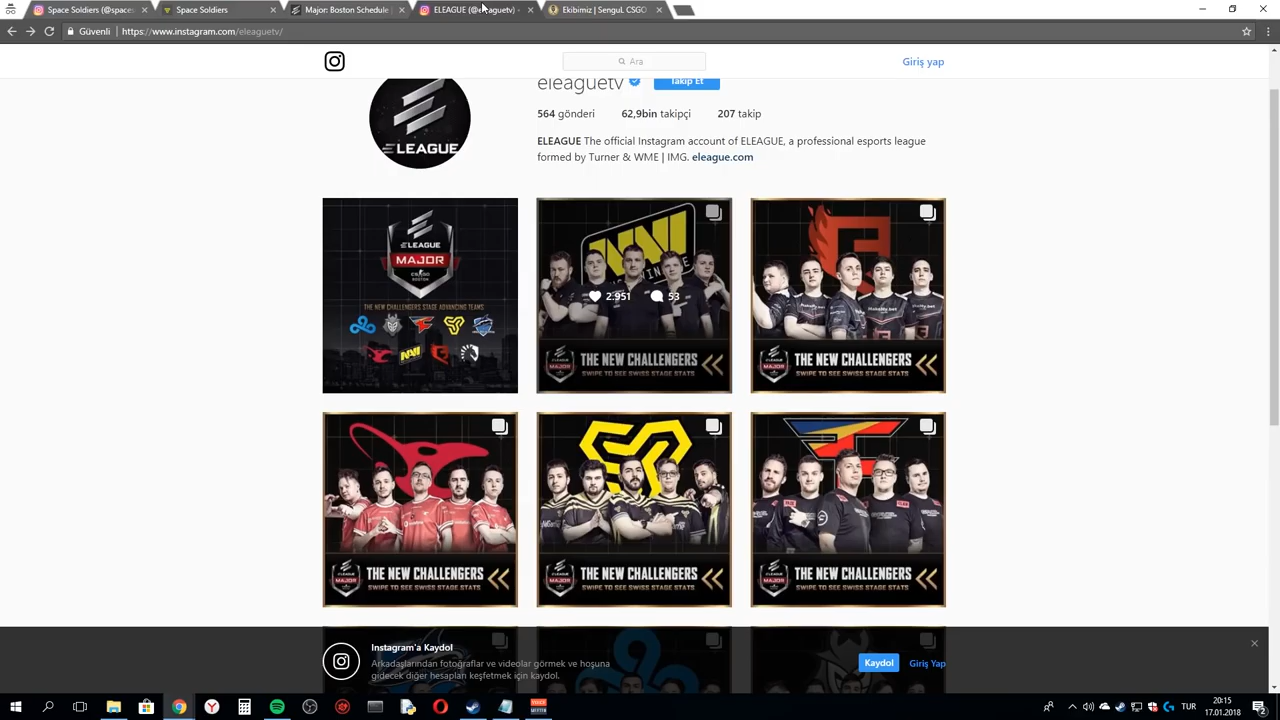 Space Soldiers (@spaces
Space Soldiers
Major: Boston Schedule |
ELEAGUE (@eleaguetv) •
Ekibimiz | SenguL CSGO
Güvenli | https://www.instagram.com/eleaguetv/
Ara
Giriş yap
eleaguetv
Takip Et
564 gönderi 62,9bin takipçi 207 takip
ELEAGUE The official Instagram account of ELEAGUE, a professional esports league
formed by Turner & WME | IMG. eleague.com
ELEAGUE
ELEAGUE
MAJOR
CS:GO
BOSTON
THE NEW CHALLENGERS STAGE ADVANCING TEAMS
NAVI
2.951 53
THE NEW CHALLENGERS
SWIPE TO SEE SWISS STAGE STATS
THE NEW CHALLENGERS
SWIPE TO SEE SWISS STAGE STATS
THE NEW CHALLENGERS
SWIPE TO SEE SWISS STAGE STATS
THE NEW CHALLENGERS
SWIPE TO SEE SWISS STAGE STATS
THE NEW CHALLENGERS
SWIPE TO SEE SWISS STAGE STATS
Instagram'a Kaydol
Arkadaşlarından fotoğraflar ve videolar görmek ve hoşuna
gidecek diğer hesapları keşfetmek için kaydol.
Kaydol
Giriş Yap
TUR
20:15
17.01.2018